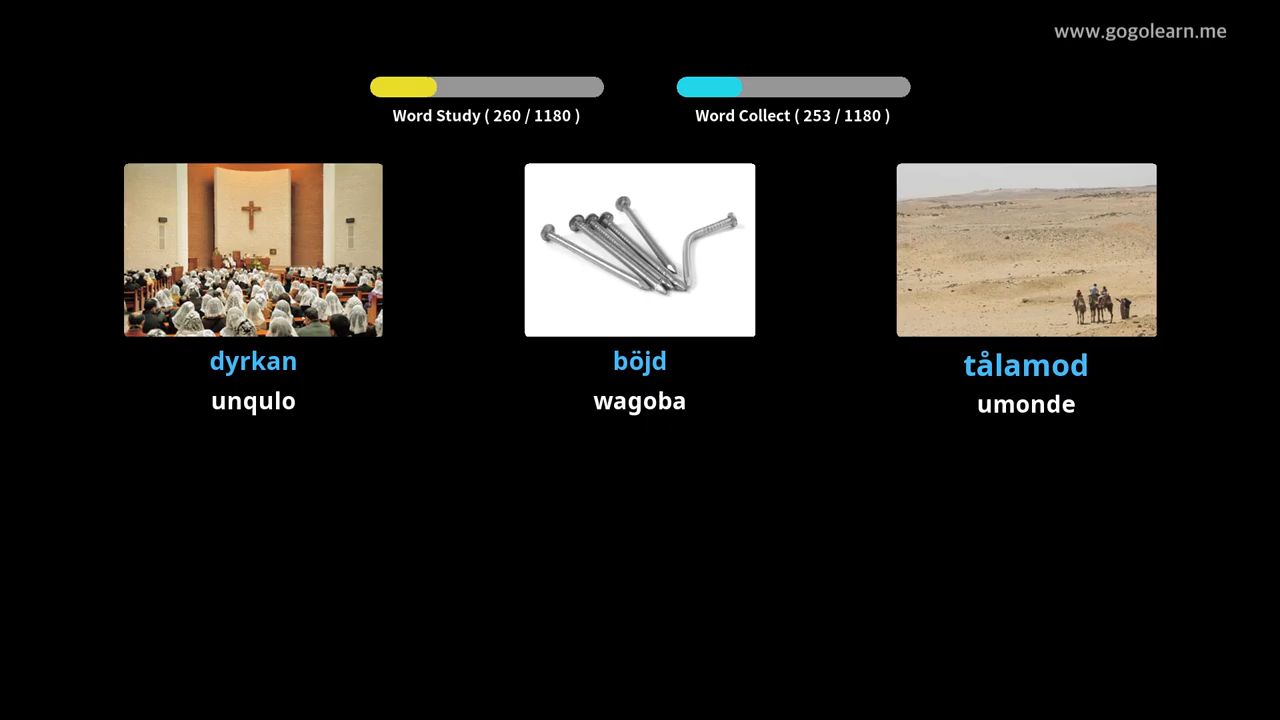 www.gogolearn.me
Word Study ( 260 / 1180 )
Word Collect ( 253 / 1180 )
dyrkan
unqulo
böjd
wagoba
tålamod
umonde